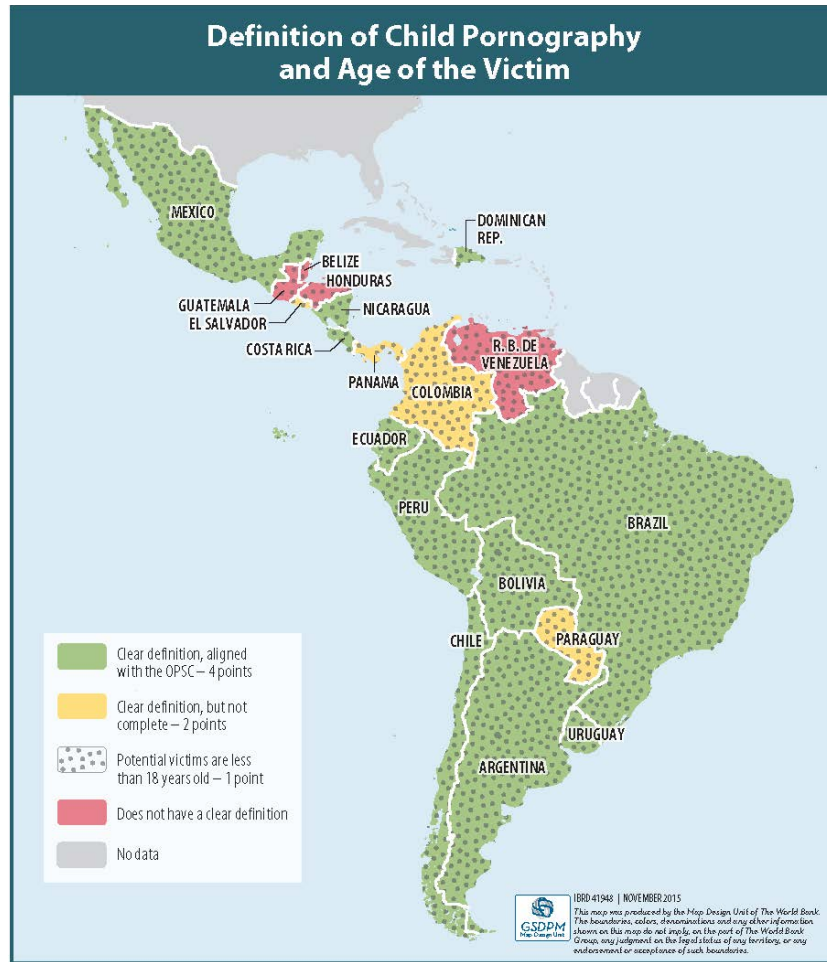 Definition of Child Pornography
and Age of the Victim
MEXICO
DOMINICAN
REP.
BELIZE
HONDURAS
GUATEMALA
EL SALVADOR
NICARAGUA
COSTA RICA
PANAMA
R. B. DE
VENEZUELA
COLOMBIA
ECUADOR
PERU
BRAZIL
BOLIVIA
CHILE
PARAGUAY
URUGUAY
ARGENTINA
Clear definition, aligned
with the OPSC – 4 points
Clear definition, but not
complete – 2 points
Potential victims are less
than 18 years old – 1 point
Does not have a clear definition
No data
GSDPM
Map Design Unit
IBRD 41948 | NOVEMBER 2015
This map was produced by the Map Design Unit of The World Bank.
The boundaries, colors, denominations and any other information
shown on this map do not imply, on the part of The World Bank
Group, any judgment on the legal status of any territory, or any
endorsement or acceptance of such boundaries.